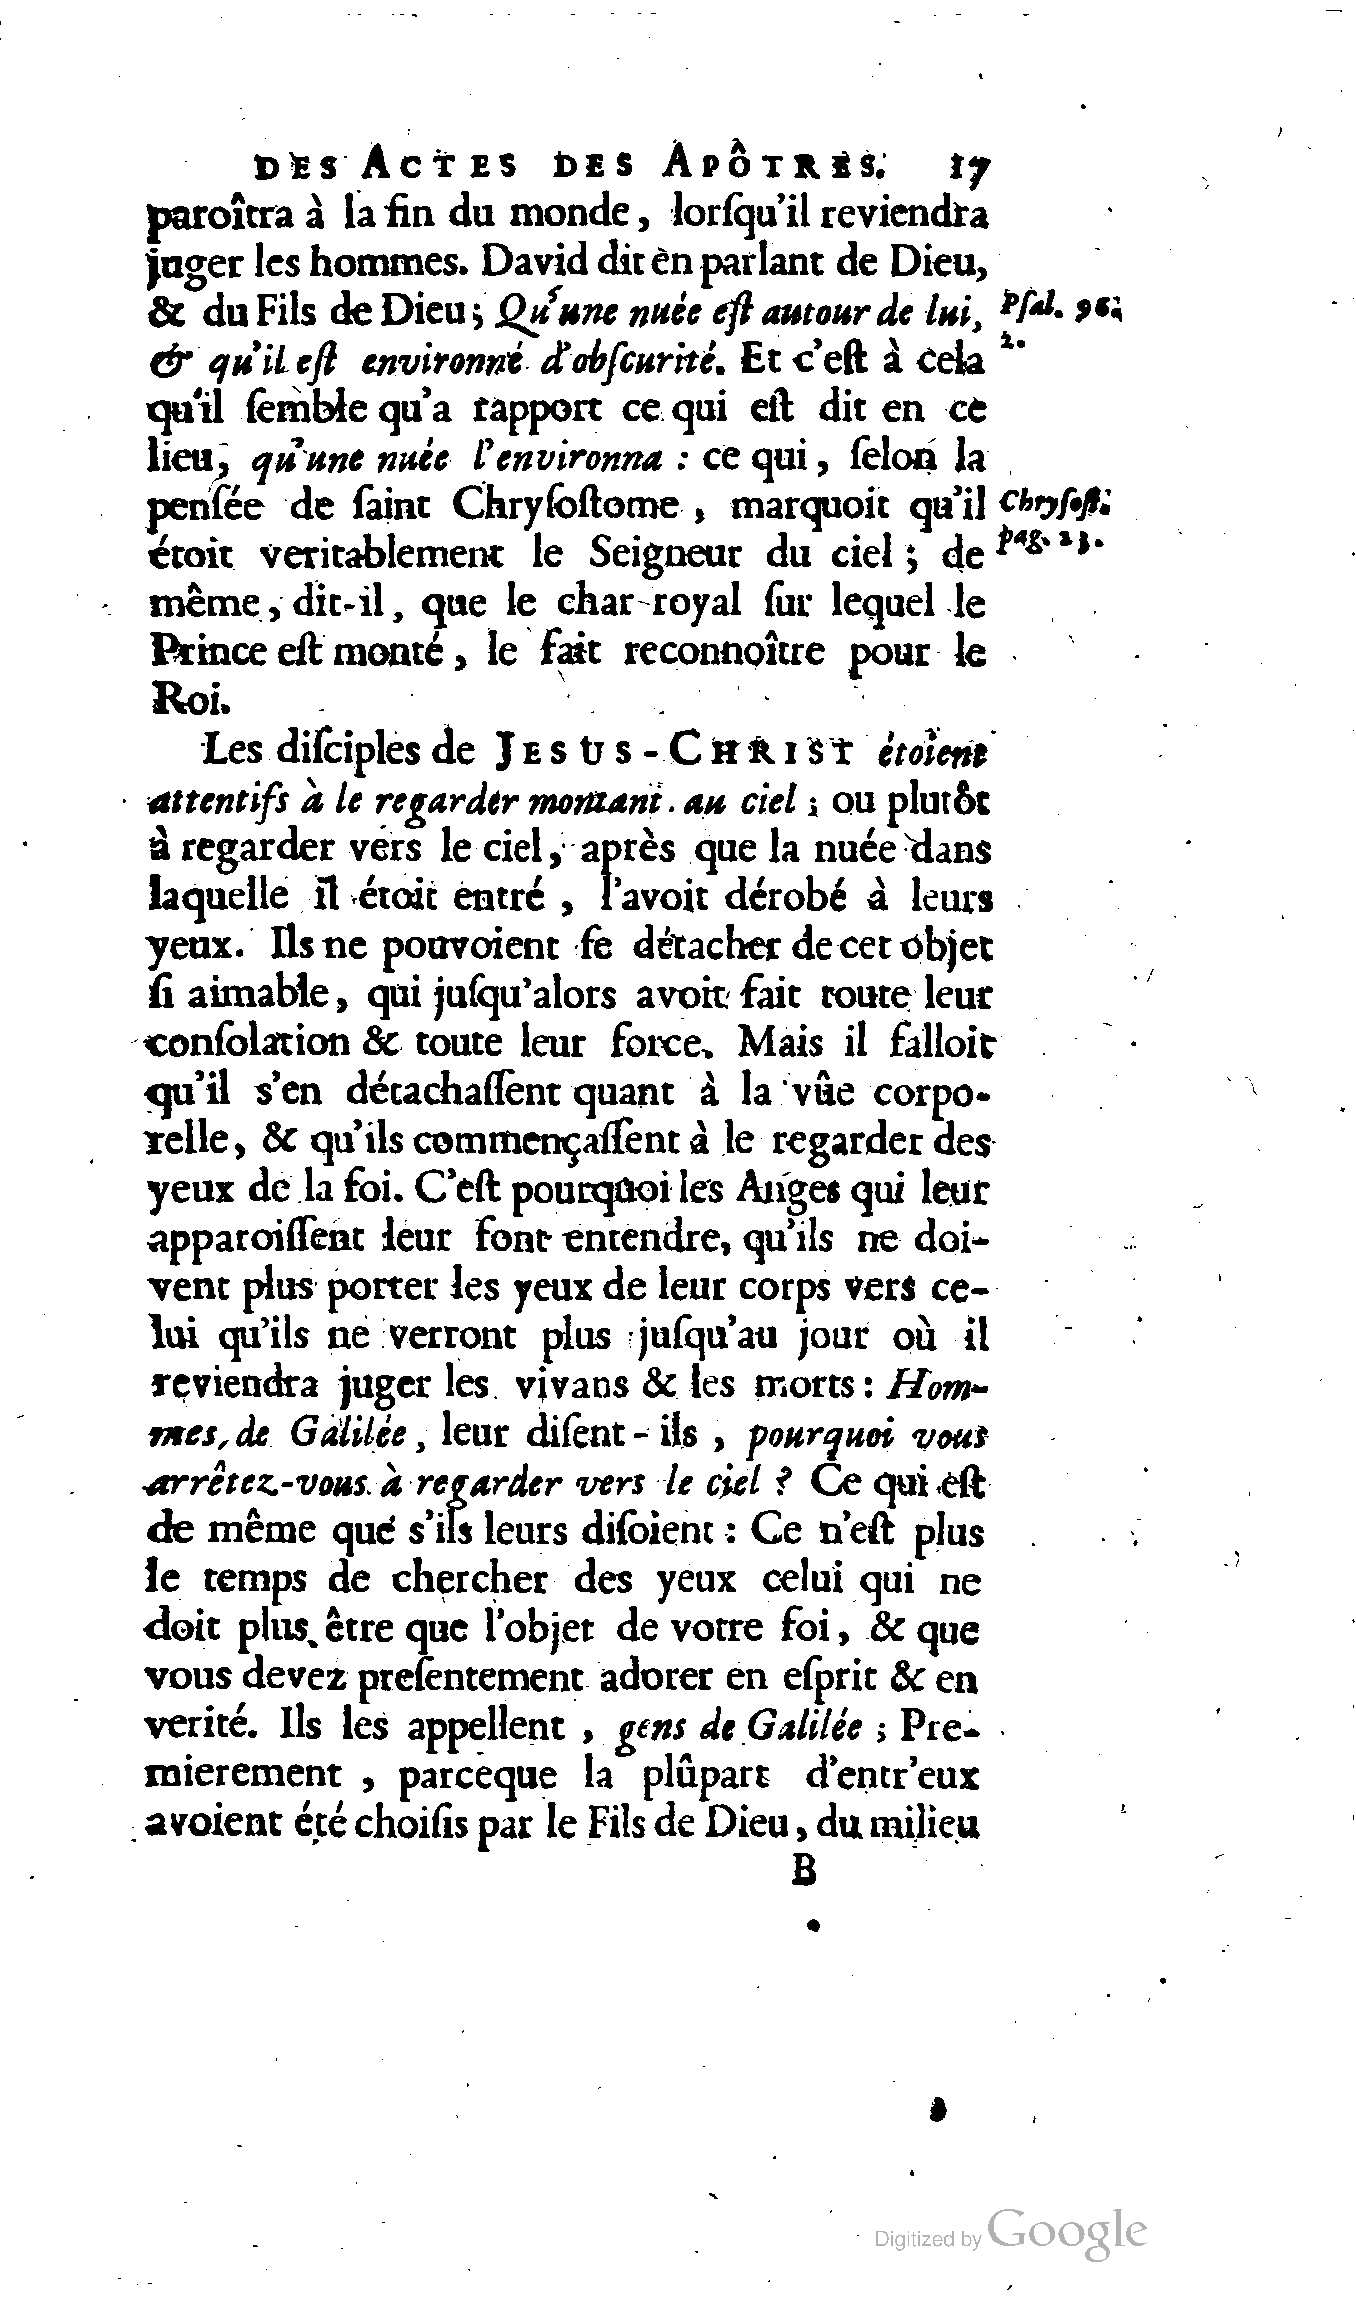 DES ACTES DES APÔTRES. 17
paroîtra à la fin du monde, lorſqu'il reviendra
juger les hommes. David dit en parlant de Dieu,
& du Fils de Dieu; Qu'une nuée eſt autour de lui, Pſal. 96.
& qu'il eſt environné d'obſcurité. Et c'eſt à cela 2.
qu'il ſemble qu'a rapport ce qui eſt dit en ce
lieu, qu'une nuée l'environna : ce qui, ſelon la
penſée de ſaint Chryſoſtome, marquoit qu'il Chryſoſt.
étoit veritablement le Seigneur du ciel; de pag. 23.
même, dit-il, que le char royal ſur lequel le
Prince eſt monté, le fait reconnoître pour le
Roi.
Les diſciples de JESUS-CHRIST étoient
attentifs à le regarder montant au ciel; ou plutôt
à regarder vers le ciel, après que la nuée dans
laquelle il étoit entré, l'avoit dérobé à leurs
yeux. Ils ne pouvoient ſe détacher de cet objet
ſi aimable, qui juſqu'alors avoit fait toute leur
conſolation & toute leur force. Mais il falloit
qu'il s'en détachaſſent quant à la vûe corpo-
relle, & qu'ils commençaſſent à le regarder des
yeux de la foi. C'eſt pourquoi les Anges qui leur
apparoiſſent leur font entendre, qu'ils ne doi-
vent plus porter les yeux de leur corps vers ce-
lui qu'ils ne verront plus juſqu'au jour où il
reviendra juger les vivans & les morts: Hom-
mes de Galilée, leur diſent-ils, pourquoi vous
arrêtez-vous à regarder vers le ciel? Ce qui eſt
de même que s'ils leurs diſoient : Ce n'eſt plus
le temps de chercher des yeux celui qui ne
doit plus être que l'objet de votre foi, & que
vous devez preſentement adorer en eſprit & en
verité. Ils les appellent, gens de Galilée; Pre-
mierement, parceque la plûpart d'entr'eux
avoient été choiſis par le Fils de Dieu, du milieu
B
Digitized by Google